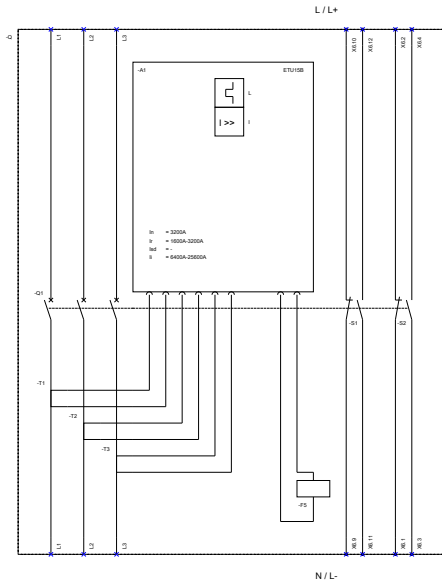 L / L+
-Q
L1
L2
L3
X6.10
X6.12
X6.2
X6.4
-A1
ETU15B
L
I >>
I
In = 3200A
Ir = 1600A-3200A
Isd = -
Ii = 6400A-25600A
-Q1
-S1
-S2
-T1
-T2
-T3
-F5
L1
L2
L3
X6.9
X6.11
X6.1
X6.3
N / L-